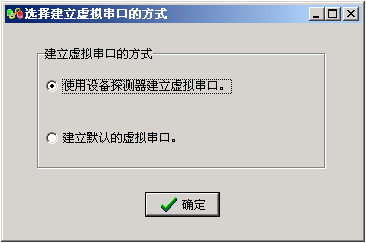 选择建立虚拟串口的方式
建立虚拟串口的方式
使用设备探测器建立虚拟串口。
建立默认的虚拟串口。
确定